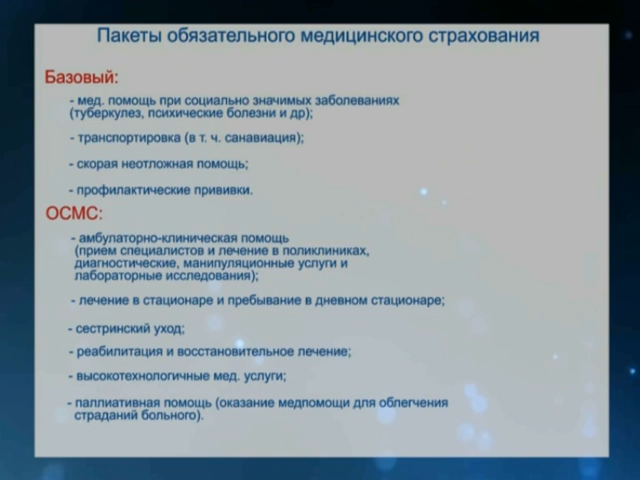 Пакеты обязательного медицинского страхования
Базовый:
- мед. помощь при социально значимых заболеваниях
(туберкулез, психические болезни и др);
- транспортировка (в т. ч. санавиация);
- скорая неотложная помощь;
- профилактические прививки.
ОСМС:
- амбулаторно-клиническая помощь
(прием специалистов и лечение в поликлиниках,
диагностические, манипуляционные услуги и
лабораторные исследования);
- лечение в стационаре и пребывание в дневном стационаре;
- сестринский уход;
- реабилитация и восстановительное лечение;
- высокотехнологичные мед. услуги;
- паллиативная помощь (оказание медпомощи для облегчения
страданий больного).